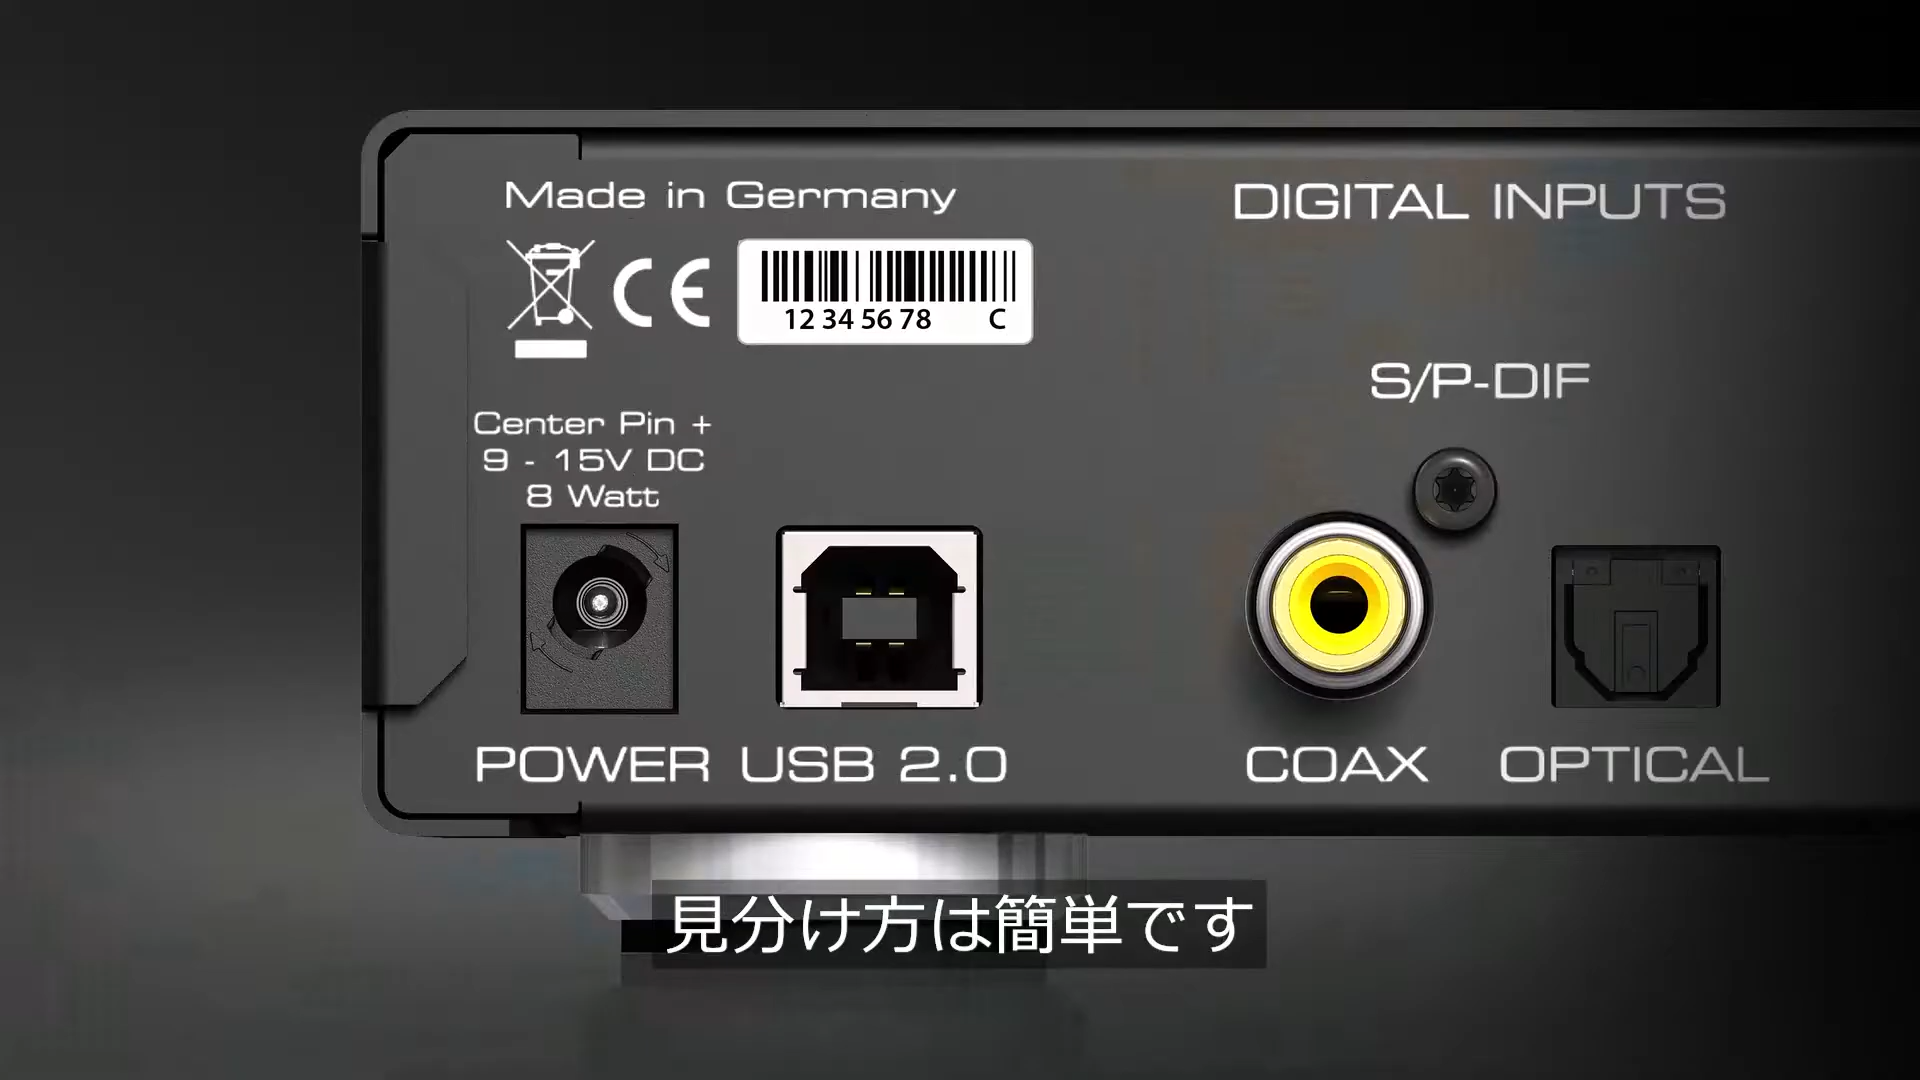 Made in Germany
CE
12 34 56 78 C
Center Pin +
9 - 15V DC
8 Watt
POWER
USB 2.0
DIGITAL INPUTS
S/P-DIF
COAX
OPTICAL
見分け方は簡単です